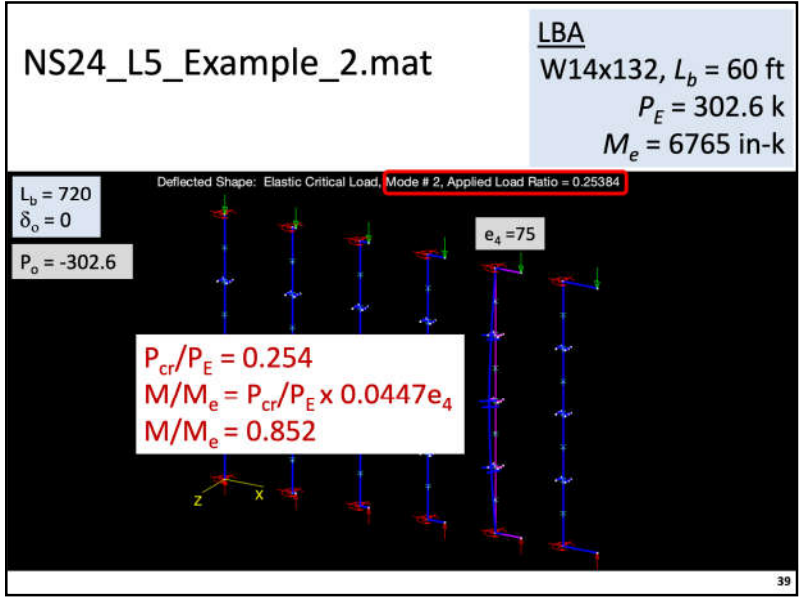 NS24_L5_Example_2.mat
LBA
W14x132, Lb = 60 ft
PE = 302.6 k
Me = 6765 in-k
Deflected Shape: Elastic Critical Load, Mode # 2, Applied Load Ratio = 0.25384
Lb = 720
δo = 0
Po = -302.6
e4 =75
Pcr/PE = 0.254
M/Me = Pcr/PE x 0.0447e4
M/Me = 0.852
z
x
39